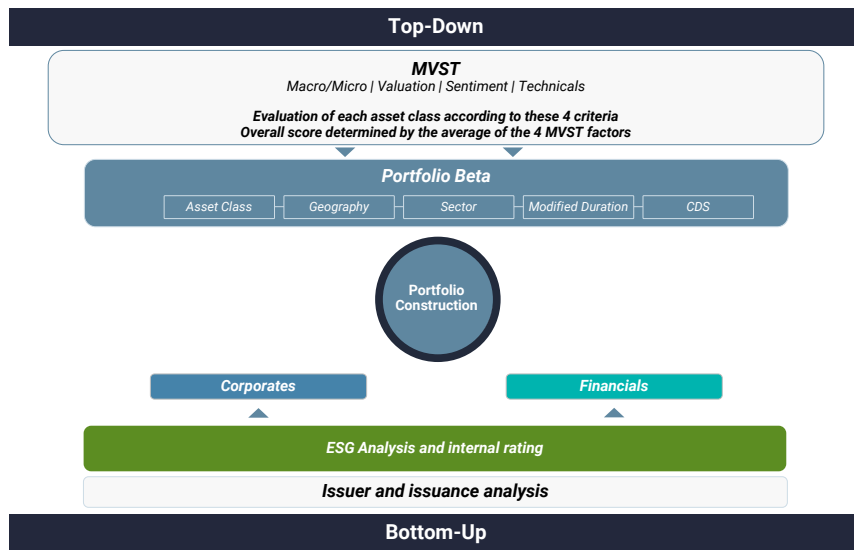 Top-Down
MVST
Macro/Micro | Valuation | Sentiment | Technicals
Evaluation of each asset class according to these 4 criteria
Overall score determined by the average of the 4 MVST factors
Portfolio Beta
Asset Class
Geography
Sector
Modified Duration
CDS
Portfolio
Construction
Corporates
Financials
ESG Analysis and internal rating
Issuer and issuance analysis
Bottom-Up